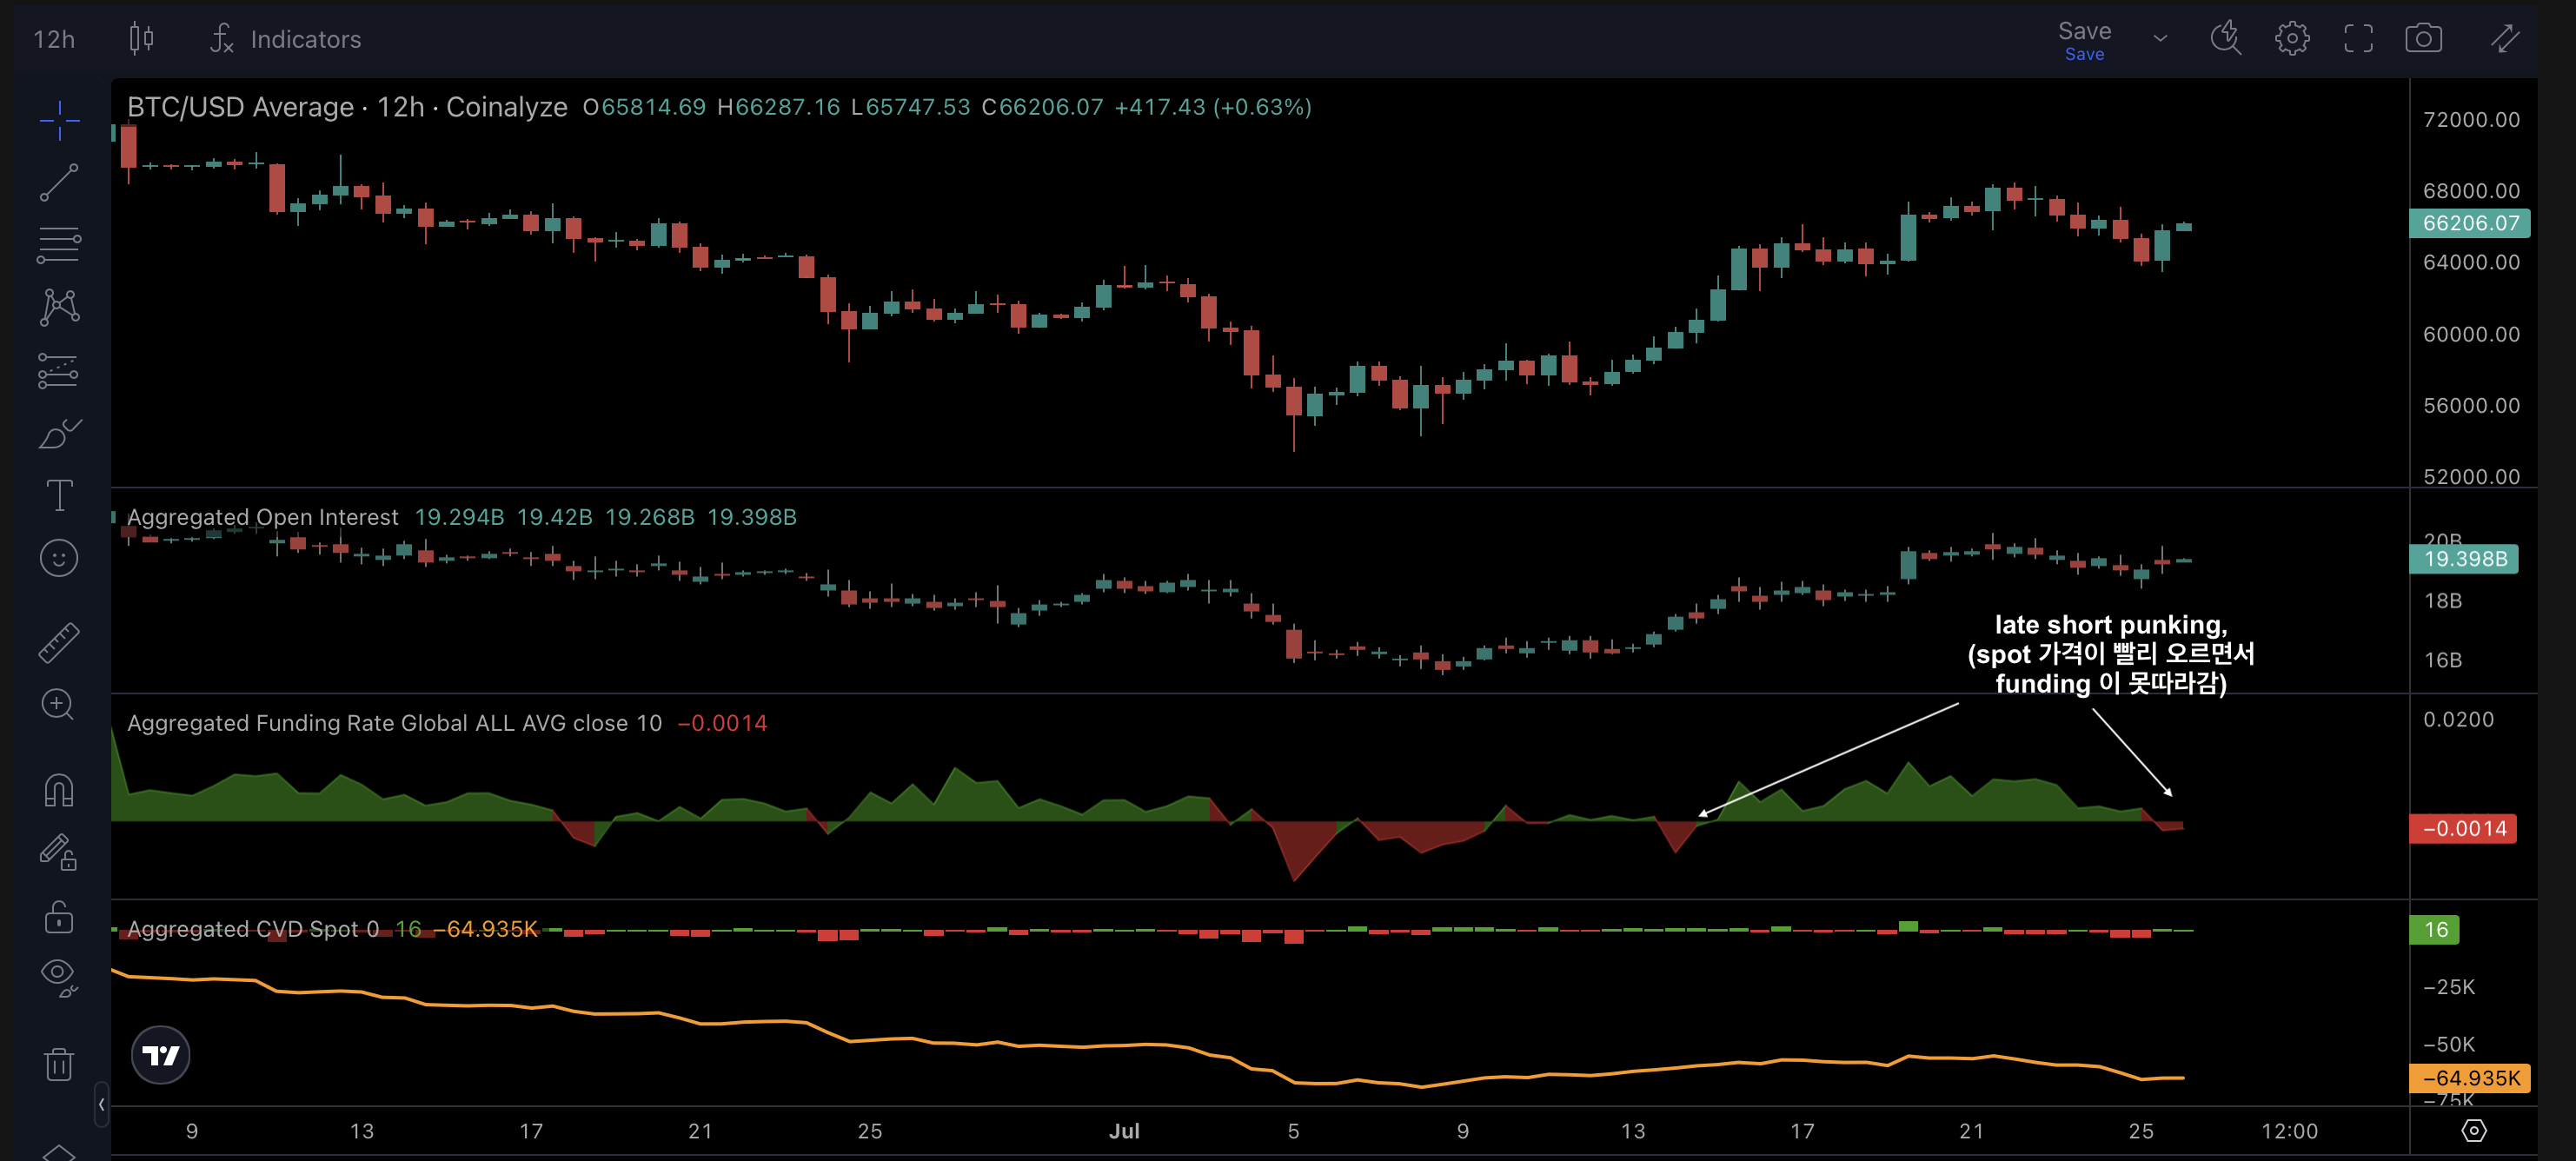 12h
Indicators
Save
Save
BTC/USD Average · 12h · Coinalyze O65814.69 H66287.16 L65747.53 C66206.07 +417.43 (+0.63%)
72000.00
68000.00
66206.07
64000.00
60000.00
56000.00
52000.00
Aggregated Open Interest 19.294B 19.42B 19.268B 19.398B
20B
19.398B
18B
16B
late short punking,
(spot 가격이 빨리 오르면서
funding 이 못따라감)
Aggregated Funding Rate Global ALL AVG close 10 −0.0014
0.0200
−0.0014
Aggregated CVD Spot 0 16 −64.935K
16
−25K
−50K
−64.935K
−75K
9 13 17 21 25 Jul 5 9 13 17 21 25 12:00